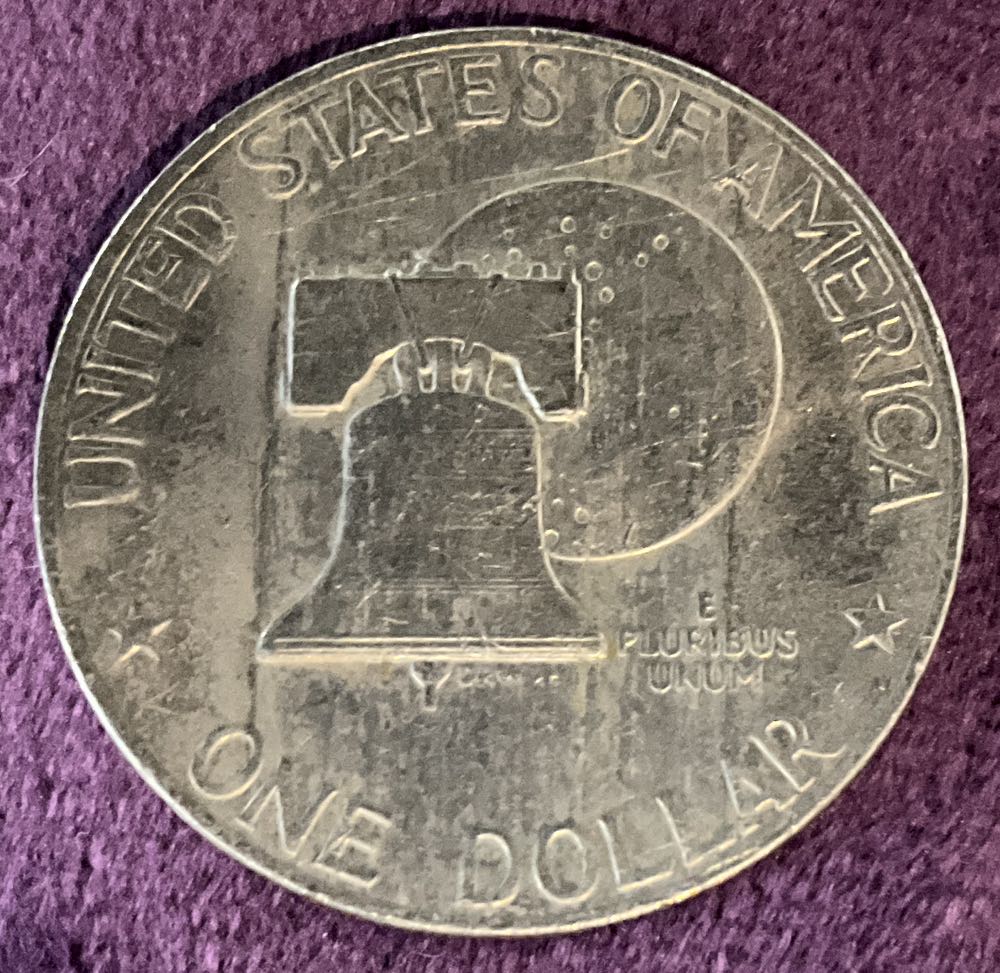 UNITED STATES OF AMERICA
E
PLURIBUS
UNUM
ONE DOLLAR